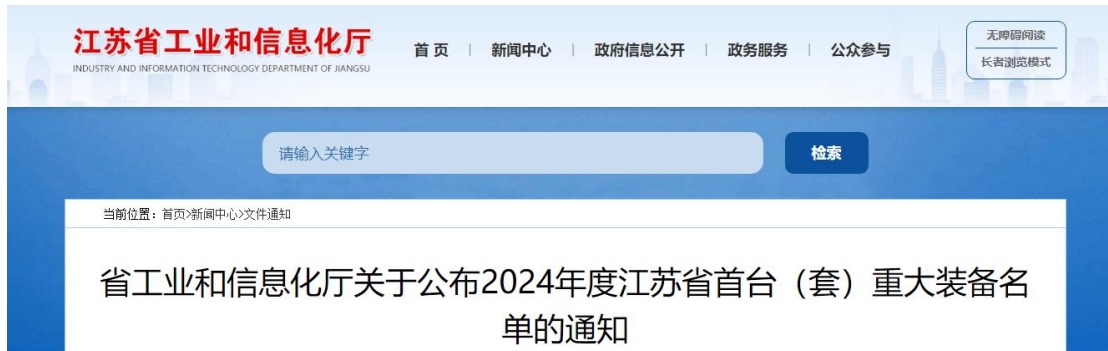 江苏省工业和信息化厅
INDUSTRY AND INFORMATION TECHNOLOGY DEPARTMENT OF JIANGSU
首页 | 新闻中心 | 政府信息公开 | 政务服务 | 公众参与
无障碍阅读
长者浏览模式
请输入关键字
检索
当前位置：首页>新闻中心>文件通知
省工业和信息化厅关于公布2024年度江苏省首台（套）重大装备名
单的通知